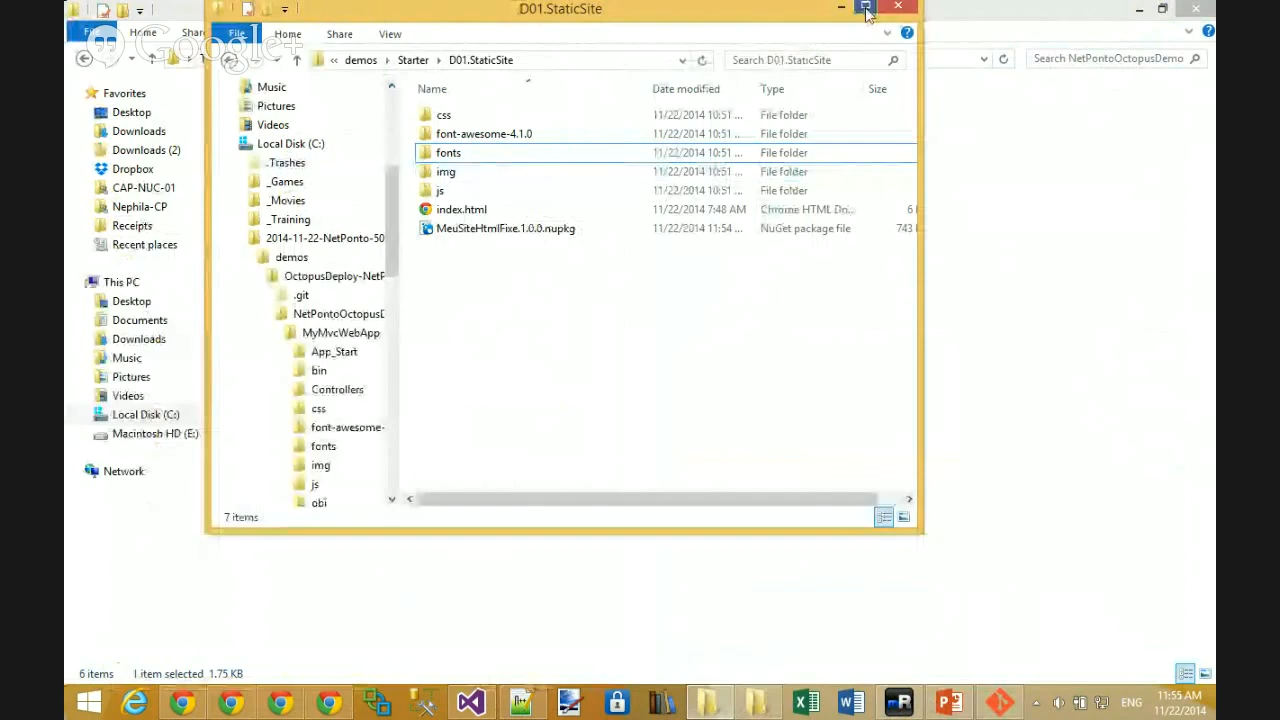 D01.StaticSite
File
Home
Share
View
Google+
File
Home
Shar
demos
Starter
D01.StaticSite
Search D01.StaticSite
Search NetPontoOctopusDemo
Favorites
Desktop
Downloads
Downloads (2)
Dropbox
CAP-NUC-01
Nephila-CP
Receipts
Recent places
This PC
Desktop
Documents
Downloads
Music
Pictures
Videos
Local Disk (C:)
Macintosh HD (E:)
Network
Music
Pictures
Videos
Local Disk (C:)
.Trashes
_Games
_Movies
_Training
2014-11-22-NetPonto-50
demos
OctopusDeploy-NetP
.git
NetPontoOctopusD
MyMvcWebApp
App_Start
bin
Controllers
css
font-awesome-
fonts
img
js
obj
Name Date modified Type Size
css 11/22/2014 10:51 ... File folder
font-awesome-4.1.0 11/22/2014 10:51 ... File folder
fonts 11/22/2014 10:51 ... File folder
img 11/22/2014 10:51 ... File folder
js 11/22/2014 10:51 ... File folder
index.html 11/22/2014 7:48 AM Chrome HTML Do... 6
MeuSiteHtmlFixe.1.0.0.nupkg 11/22/2014 11:54 ... NuGet package file 743
7 items
6 items 1 item selected 1.75 KB
ENG
11:55 AM
11/22/2014